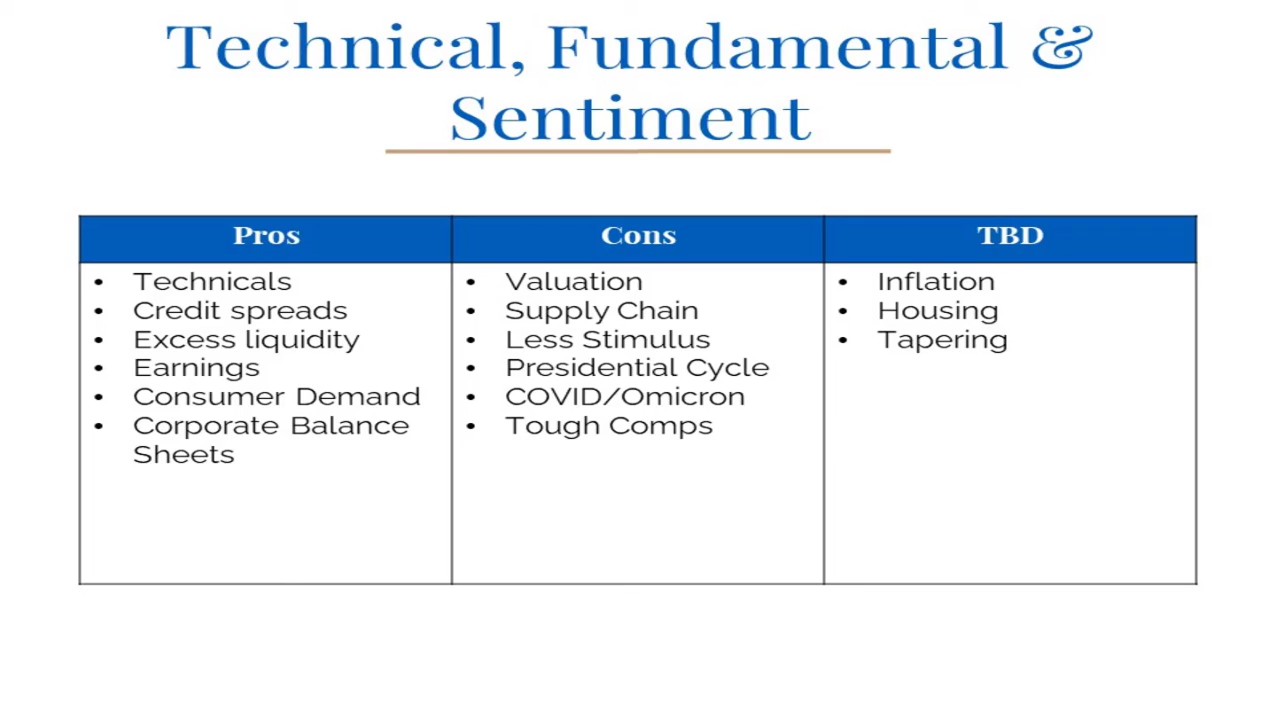 Technical, Fundamental &
Sentiment
Pros
Cons
TBD
• Technicals
• Credit spreads
• Excess liquidity
• Earnings
• Consumer Demand
• Corporate Balance
Sheets
• Valuation
• Supply Chain
• Less Stimulus
• Presidential Cycle
• COVID/Omicron
• Tough Comps
• Inflation
• Housing
• Tapering